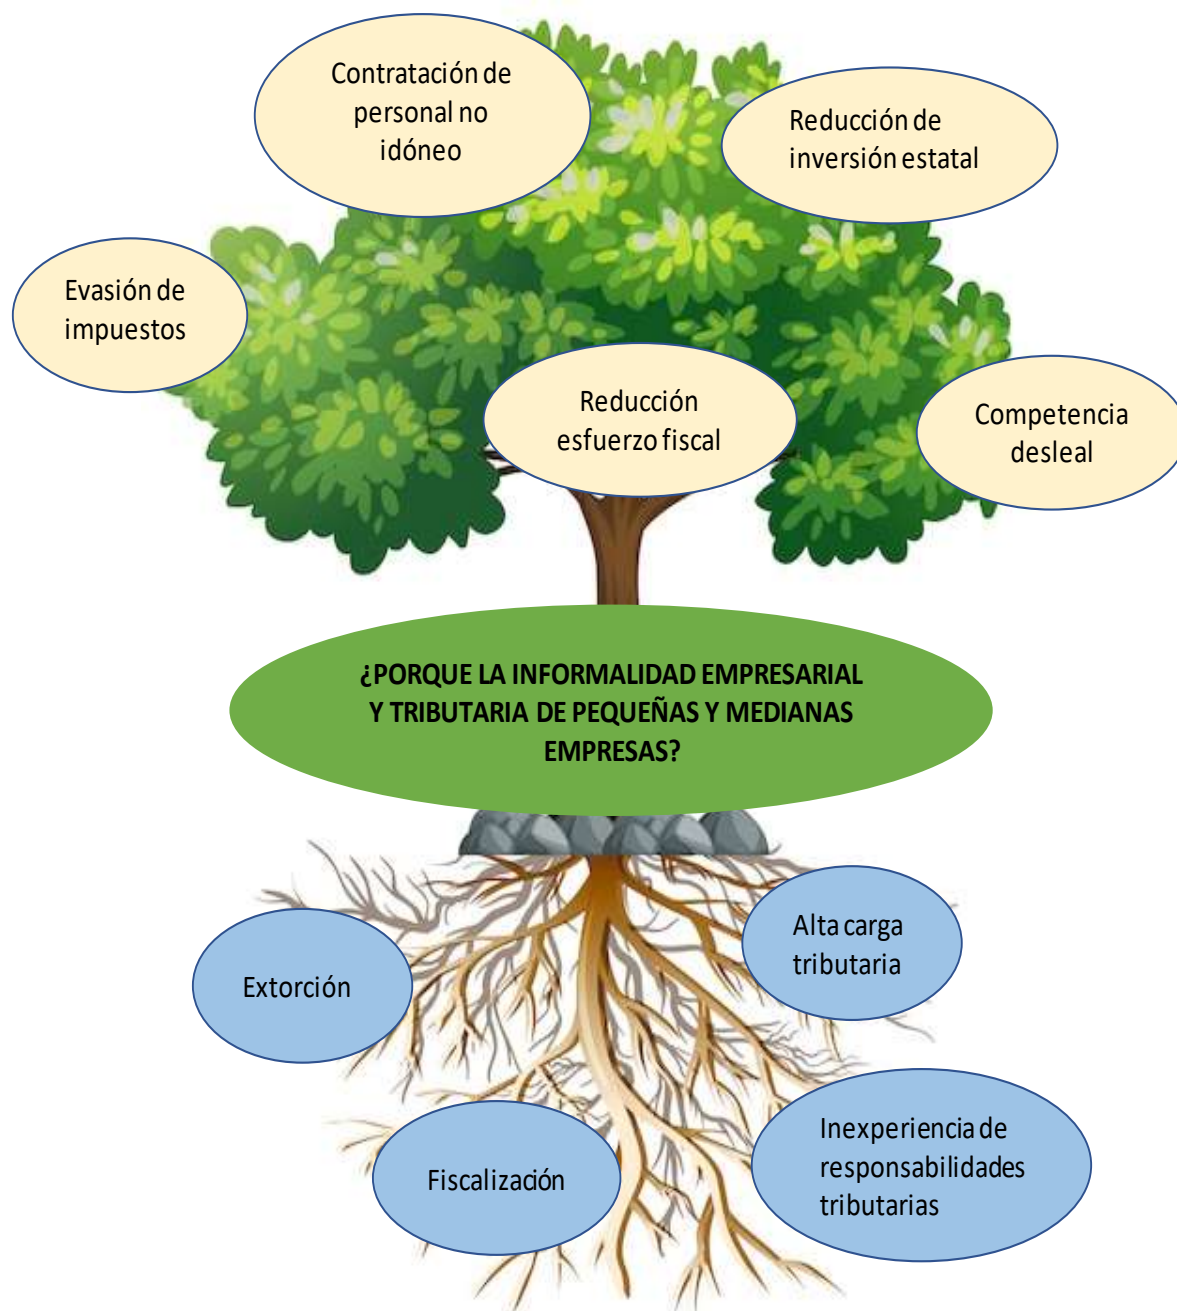 Contratación de
personal no
idóneo
Reducción de
inversión estatal
Evasión de
impuestos
Reducción
esfuerzo fiscal
Competencia
desleal
¿PORQUE LA INFORMALIDAD EMPRESARIAL
Y TRIBUTARIA DE PEQUEÑAS Y MEDIANAS
EMPRESAS?
Alta carga
tributaria
Extorción
Inexperiencia de
responsabilidades
tributarias
Fiscalización